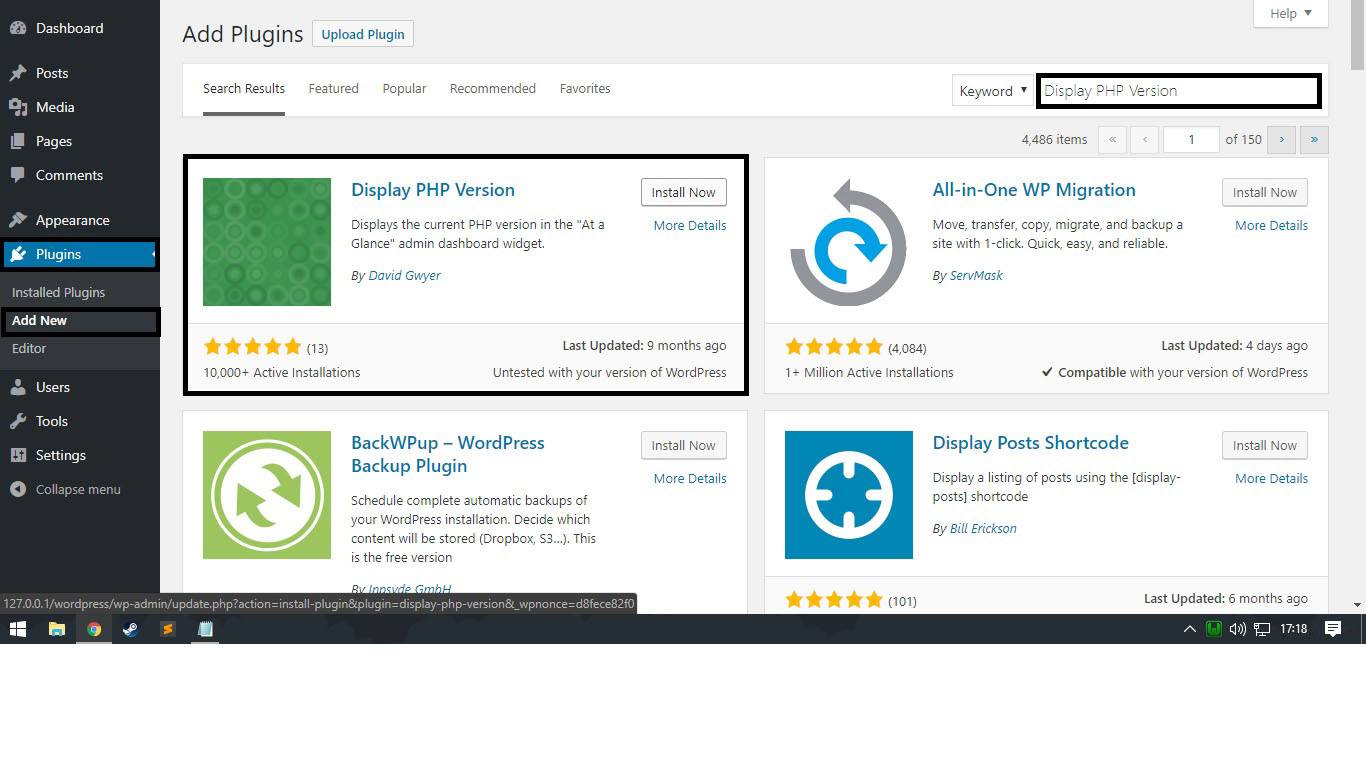 Dashboard
Posts
Media
Pages
Comments
Appearance
Plugins
Installed Plugins
Add New
Editor
Users
Tools
Settings
Collapse menu
Help ▼
Add Plugins Upload Plugin
Search Results Featured Popular Recommended Favorites Keyword ▼ Display PHP Version
4,486 items « ‹ 1 of 150 › »
Display PHP Version
Install Now
More Details
Displays the current PHP version in the "At a
Glance" admin dashboard widget.
By David Gwyer
(13)
Last Updated: 9 months ago
10,000+ Active Installations
Untested with your version of WordPress
All-in-One WP Migration
Install Now
More Details
Move, transfer, copy, migrate, and backup a
site with 1-click. Quick, easy, and reliable.
By ServMask
(4,084)
Last Updated: 4 days ago
1+ Million Active Installations
✔ Compatible with your version of WordPress
BackWPup – WordPress
Backup Plugin
Install Now
More Details
Schedule complete automatic backups of
your WordPress installation. Decide which
content will be stored (Dropbox, S3...). This
is the free version
By Inpsyde GmbH
Display Posts Shortcode
Install Now
More Details
Display a listing of posts using the [display-
posts] shortcode
By Bill Erickson
(101)
Last Updated: 6 months ago
127.0.0.1/wordpress/wp-admin/update.php?action=install-plugin&plugin=display-php-version&_wpnonce=d8fece82f0
17:18